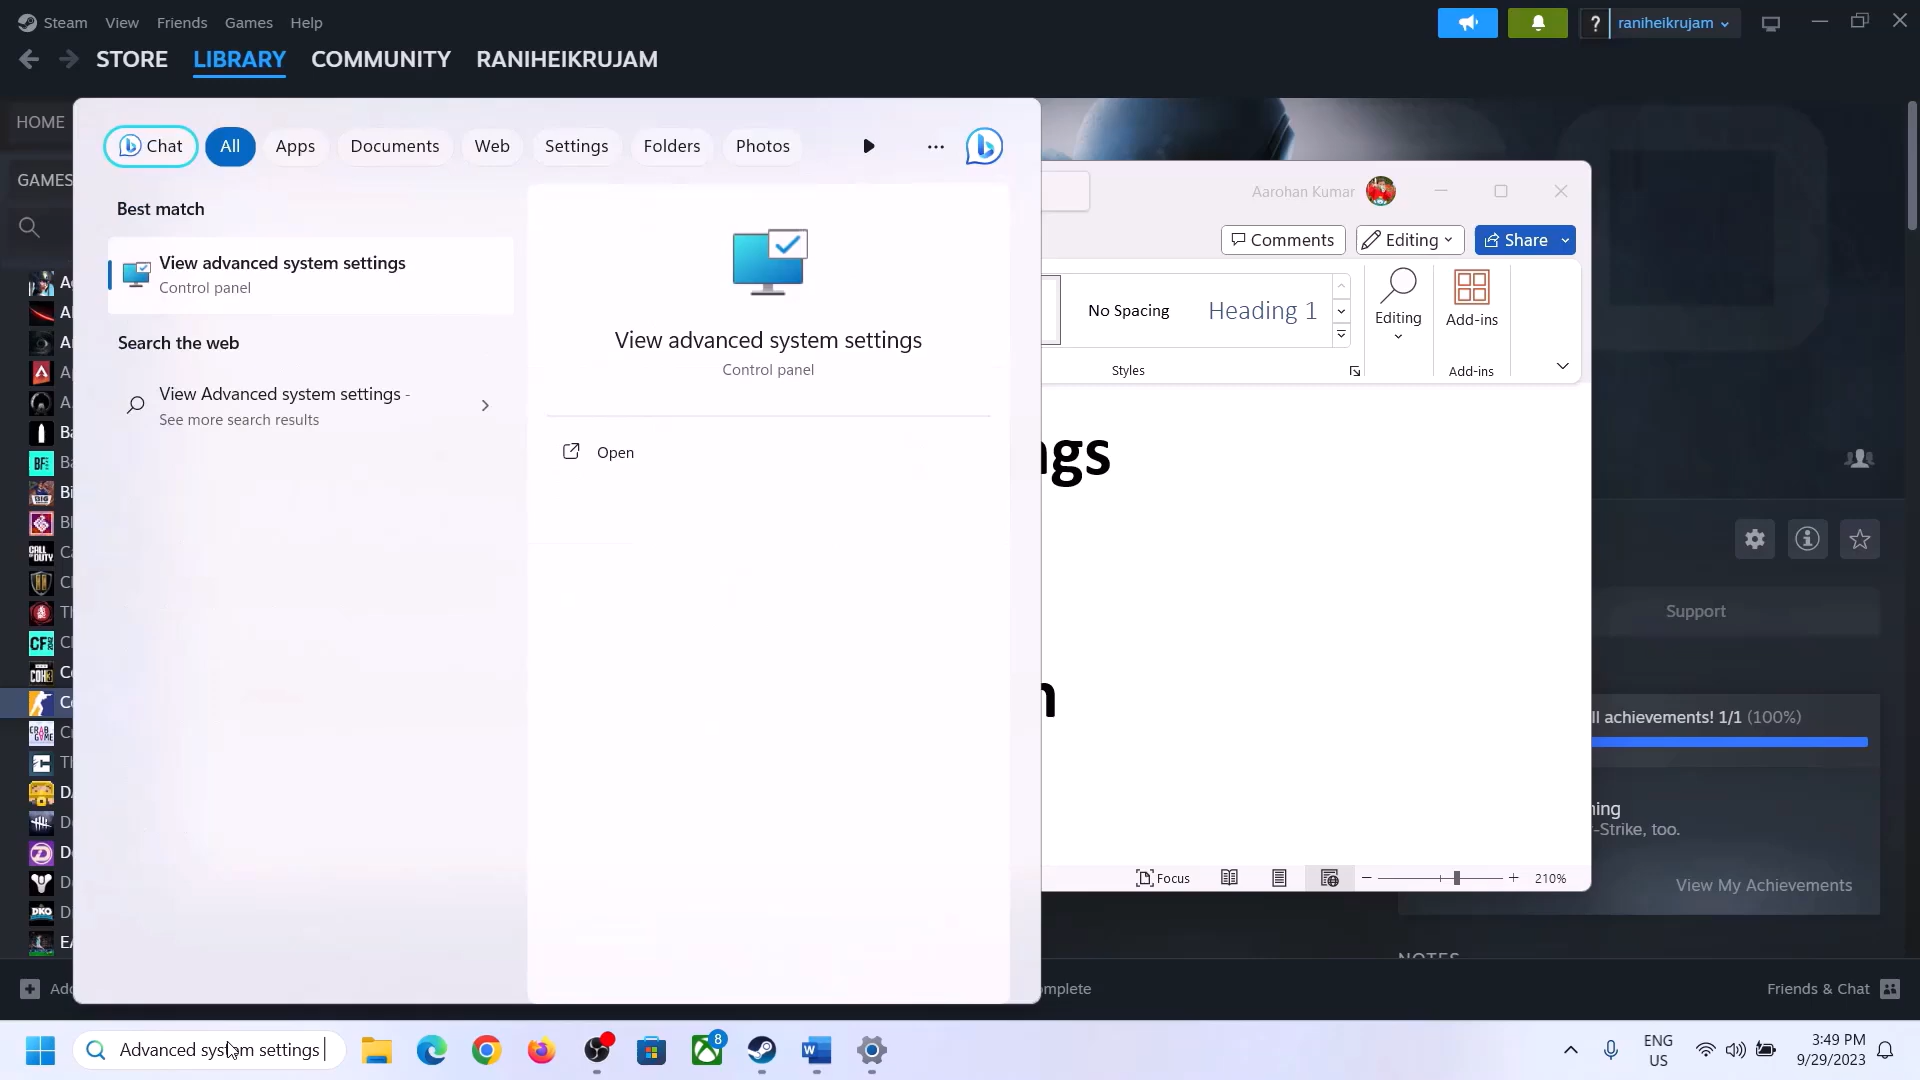 Steam View Friends Games Help
? raniheikrujam
STORE LIBRARY COMMUNITY RANIHEIKRUJAM
HOME
GAMES
Chat All Apps Documents Web Settings Folders Photos
Best match
View advanced system settings
Control panel
Search the web
View Advanced system settings -
See more search results
View advanced system settings
Control panel
Open
Aarohan Kumar
Comments Editing Share
No Spacing Heading 1
Editing
Add-ins
Styles
Add-ins
ngs
n
Focus
210%
Support
ll achievements! 1/1 (100%)
ning
-Strike, too.
View My Achievements
NOTES
Add
mplete
Friends & Chat
Advanced system settings
8
ENG
US
3:49 PM
9/29/2023